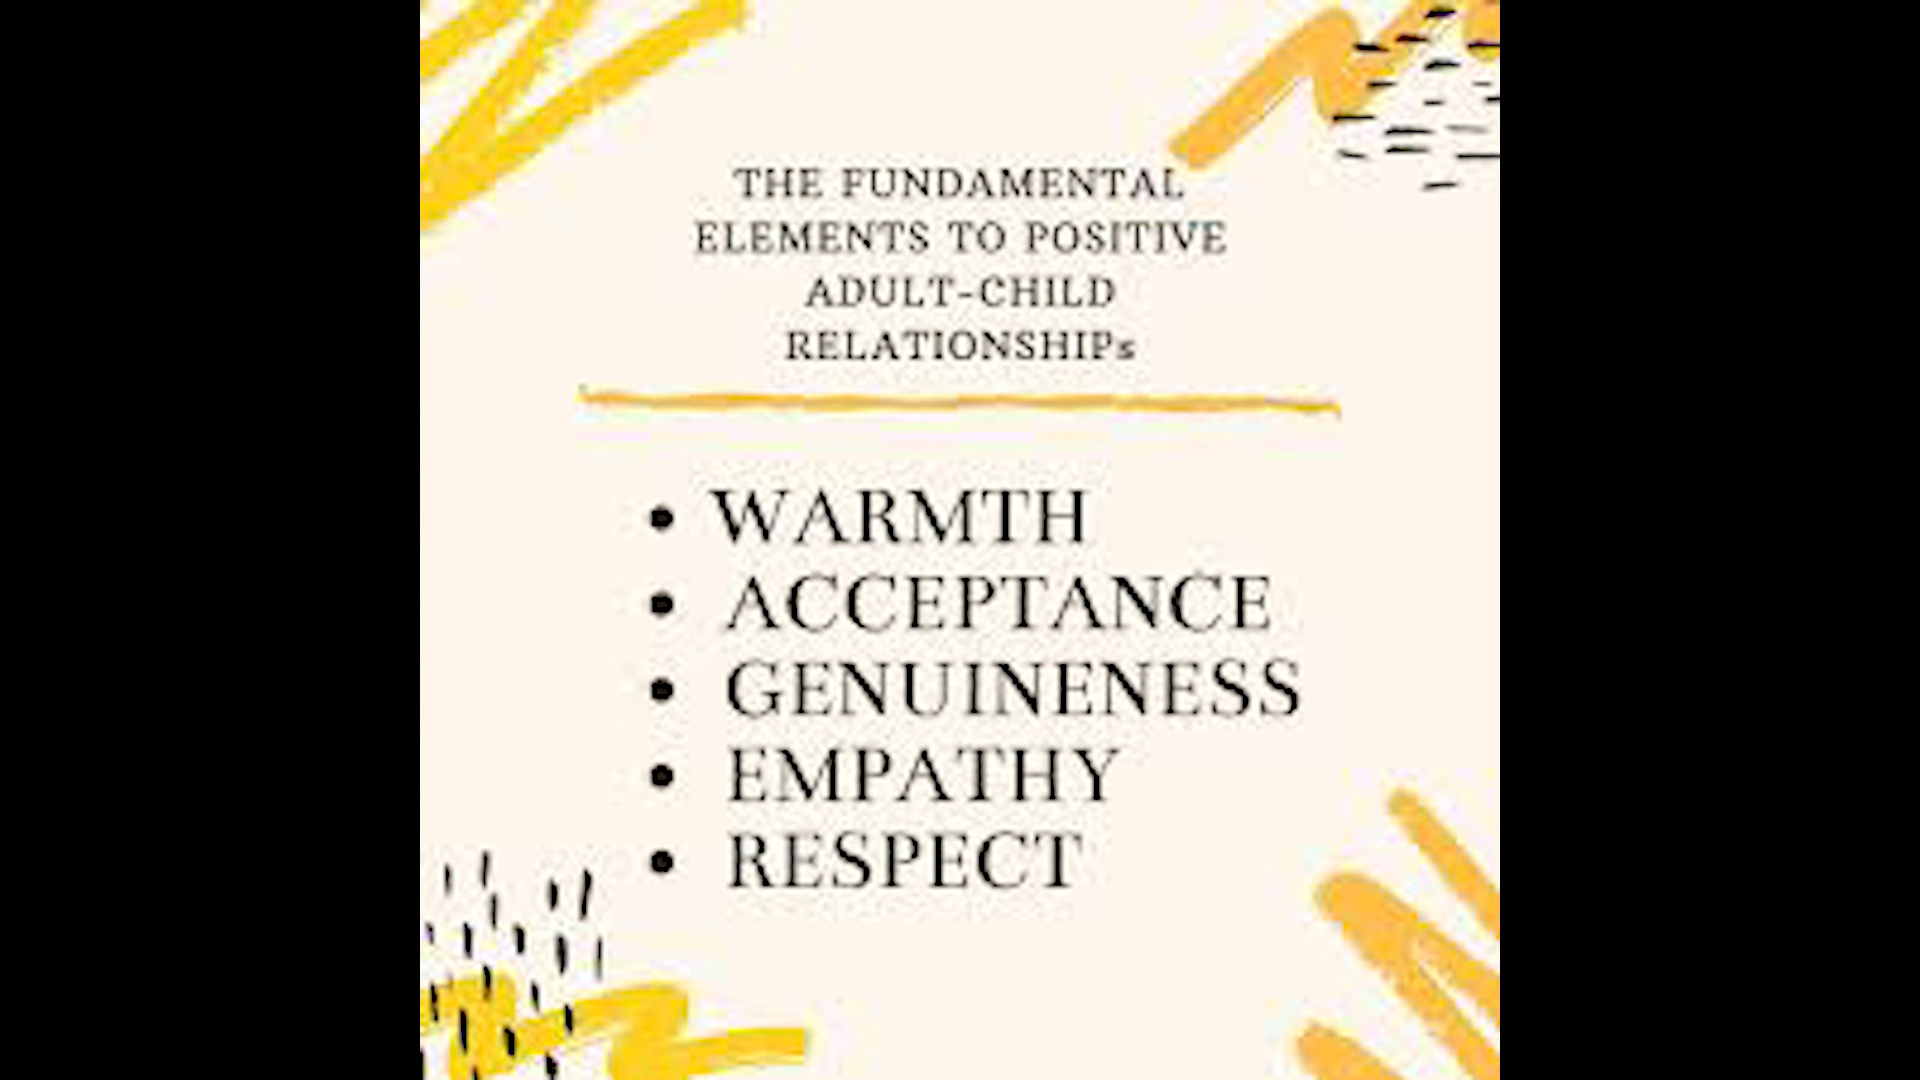 THE FUNDAMENTAL
ELEMENTS TO POSITIVE
ADULT-CHILD
RELATIONSHIPs
• WARMTH
• ACCEPTANCE
• GENUINENESS
• EMPATHY
• RESPECT